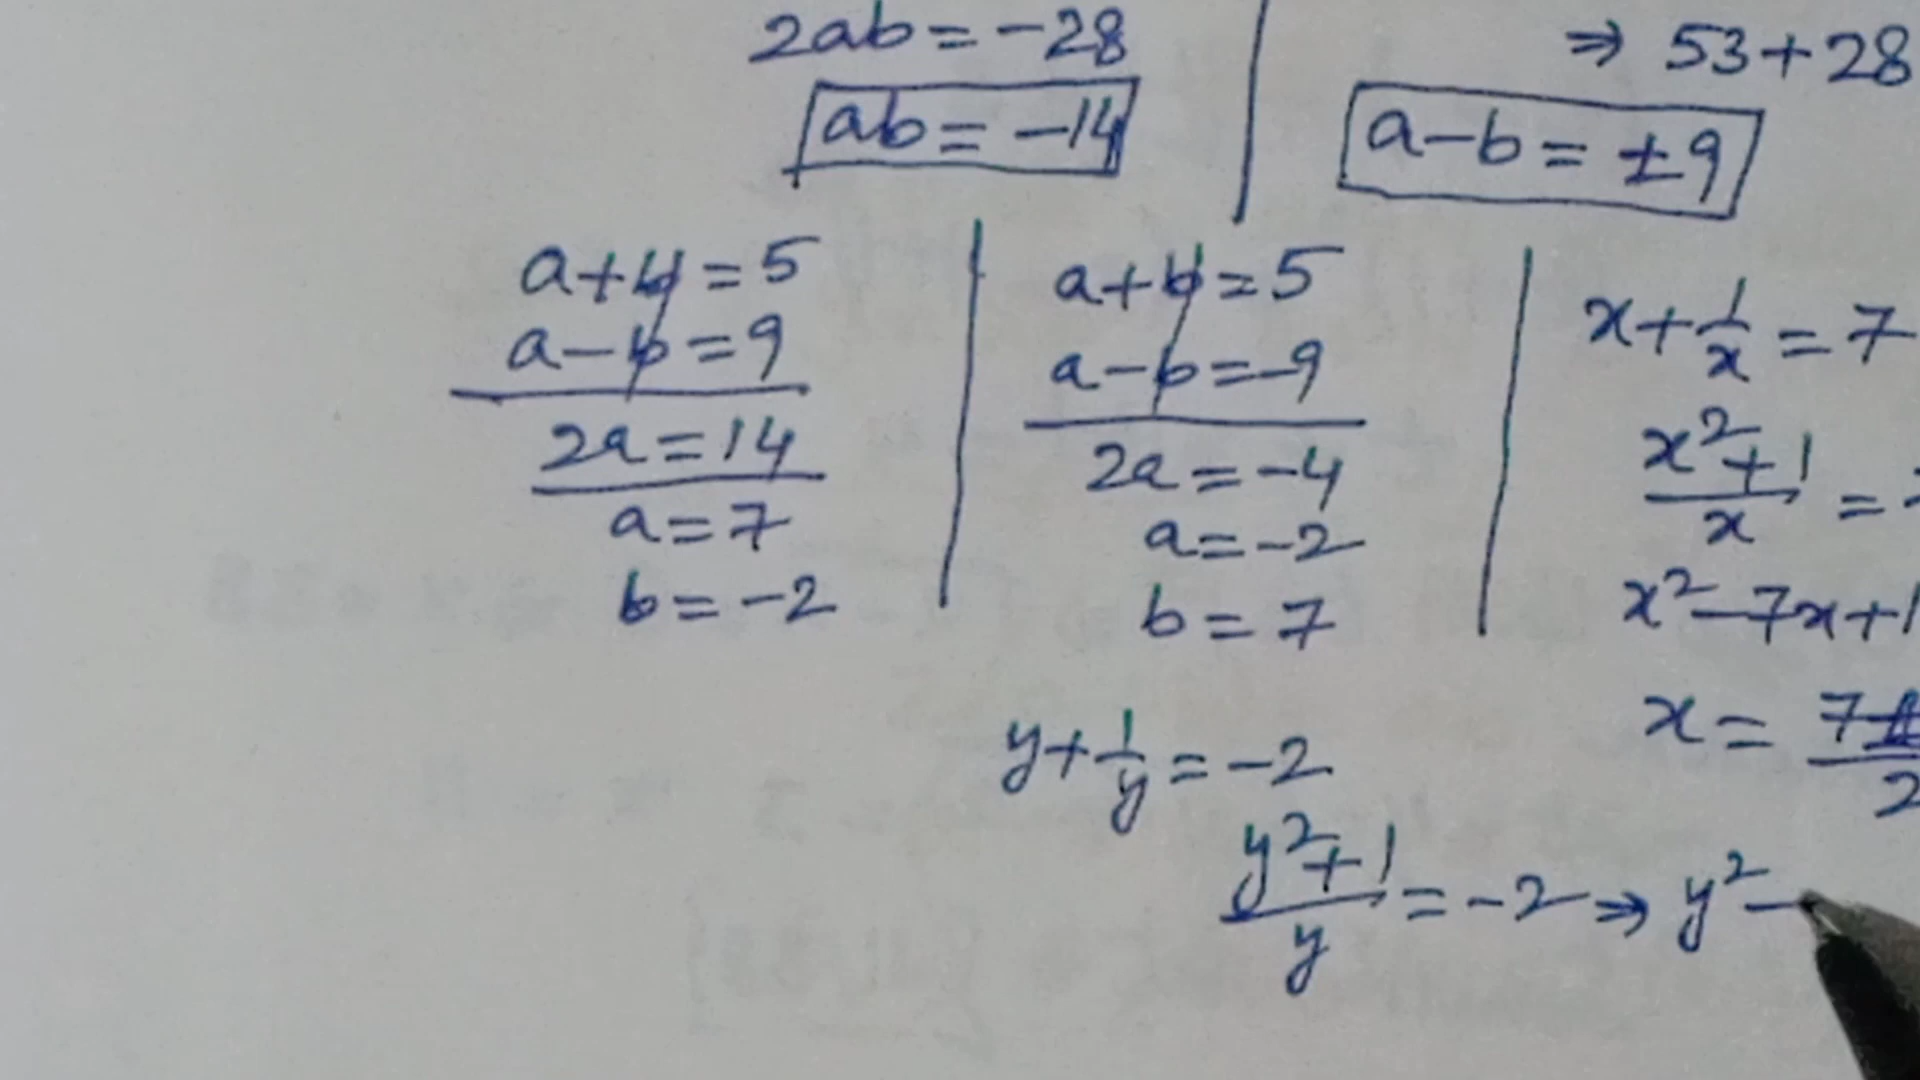 2ab = -28
ab = -14
⇒ 53+28
a-b = ±9
a+b = 5
a-b = 9
2a = 14
a = 7
b = -2
a+b = 5
a-b = -9
2a = -4
a = -2
b = 7
x + 1/x = 7
(x²+1)/x =
x² - 7x + 1
x = 7±/2
y + 1/y = -2
(y²+1)/y = -2 ⇒ y² -